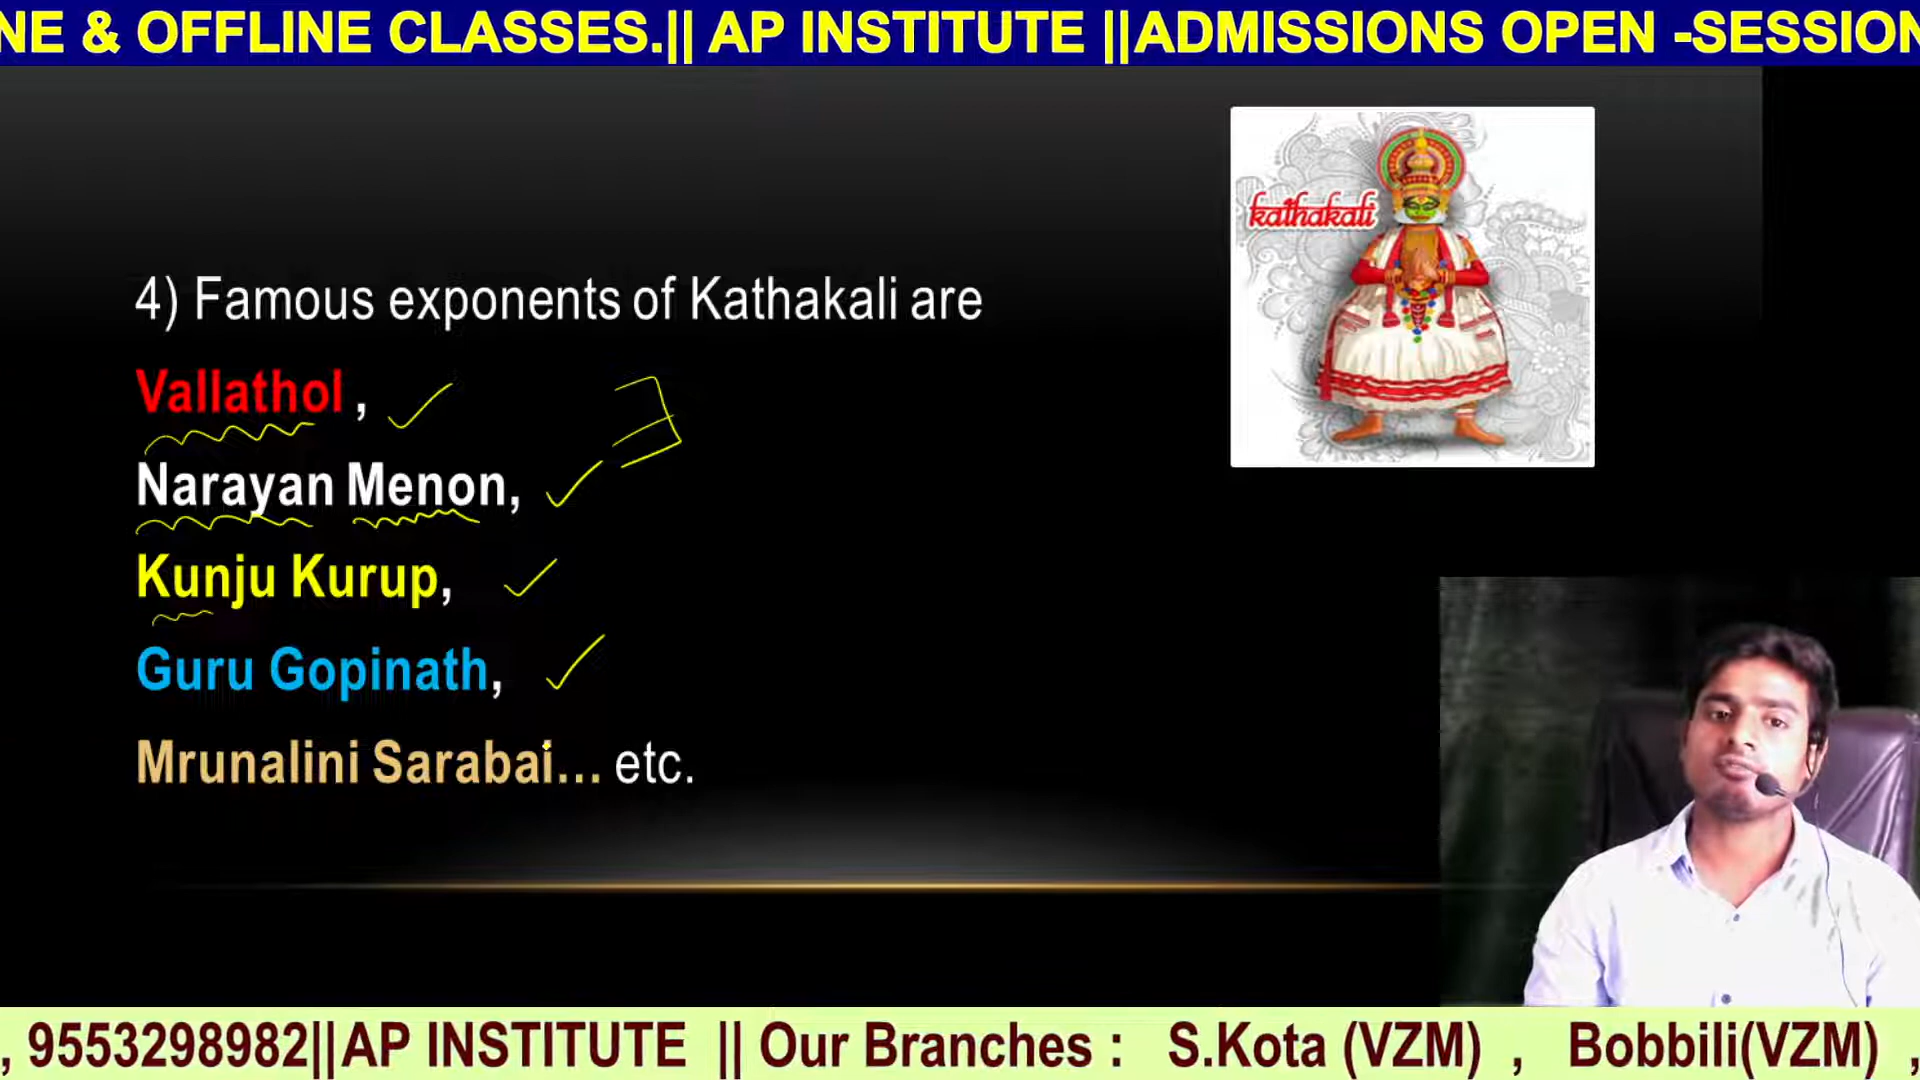 NE & OFFLINE CLASSES.|| AP INSTITUTE ||ADMISSIONS OPEN -SESSION
kathakali
4) Famous exponents of Kathakali are
Vallathol ,
Narayan Menon,
Kunju Kurup,
Guru Gopinath,
Mrunalini Sarabai... etc.
, 9553298982||AP INSTITUTE || Our Branches : S.Kota (VZM) , Bobbili(VZM) ,